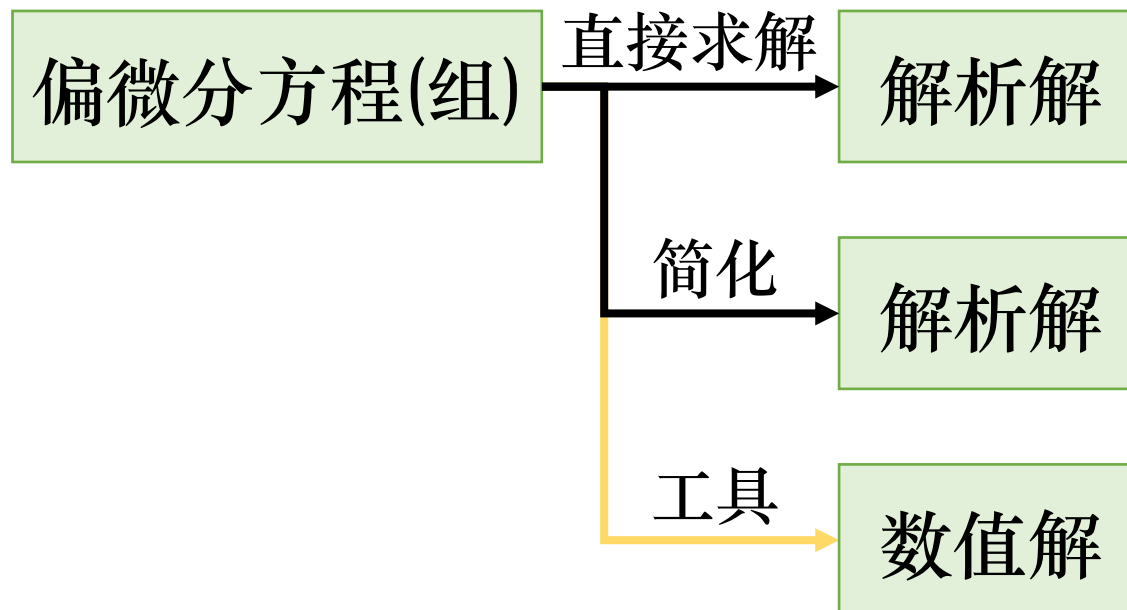 偏微分方程(组)
直接求解
解析解
简化
解析解
工具
数值解